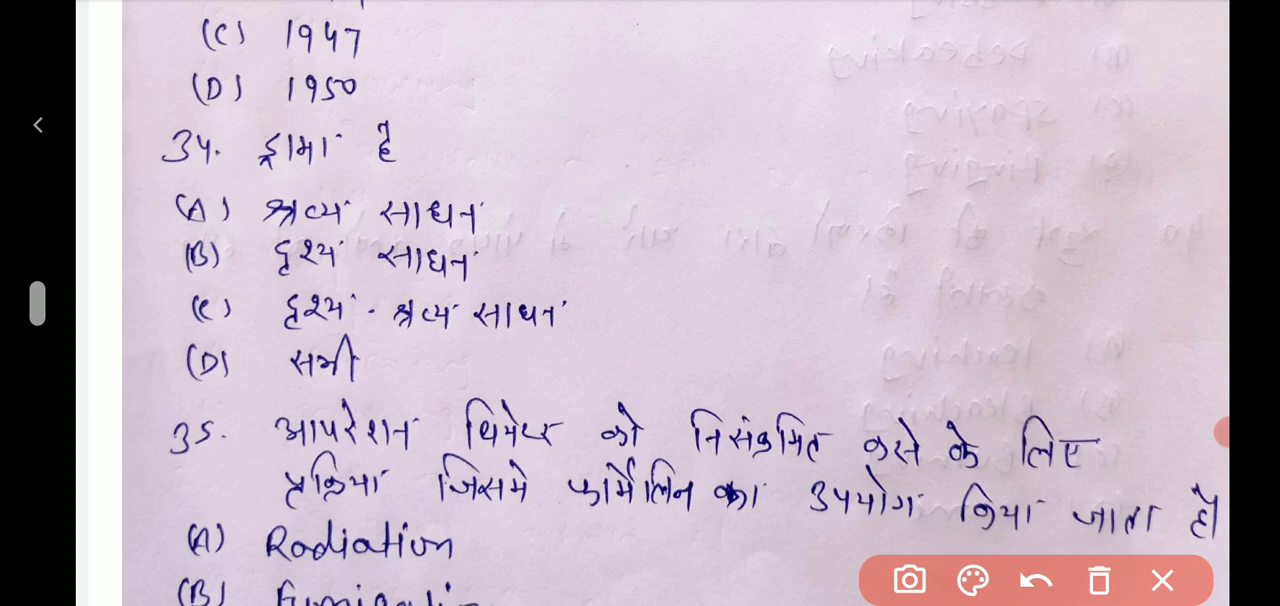 (C) 1947
(D) 1950
34. ड्रामा है
(A) श्रव्य साधन
(B) दृश्य साधन
(C) दृश्य - श्रव्य साधन
(D) सभी
35. आपरेशन थियेटर को निसंक्रमित करने के लिए
प्रक्रिया जिसमे फार्मेलिन का उपयोग किया जाता है।
(A) Radiation
(B)